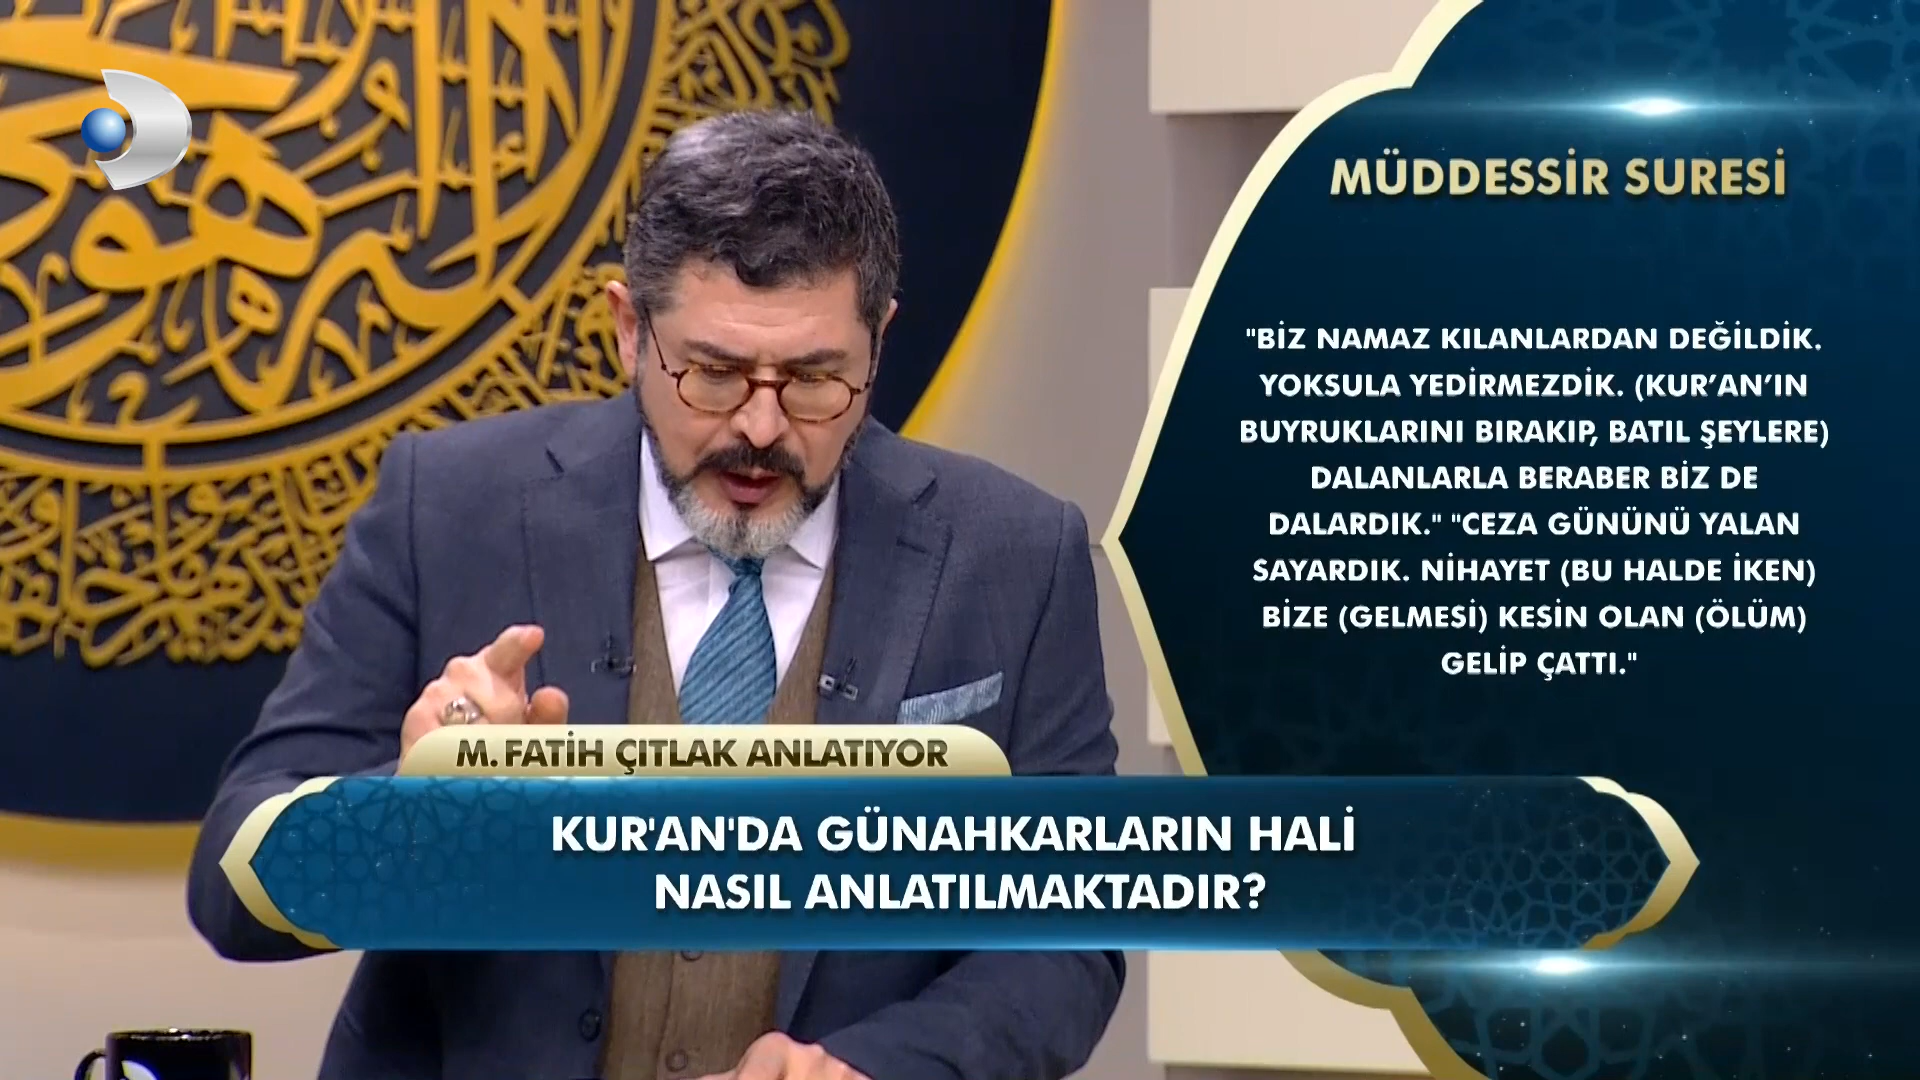 MÜDDESSİR SURESİ
"BİZ NAMAZ KILANLARDAN DEĞİLDİK.
YOKSULA YEDİRMEZDİK. (KUR’AN’IN
BUYRUKLARINI BIRAKIP, BATIL ŞEYLERE)
DALANLARLA BERABER BİZ DE
DALARDIK." "CEZA GÜNÜNÜ YALAN
SAYARDIK. NİHAYET (BU HALDE İKEN)
BİZE (GELMESİ) KESİN OLAN (ÖLÜM)
GELİP ÇATTI."
M. FATİH ÇITLAK ANLATIYOR
KUR'AN'DA GÜNAHKARLARIN HALİ
NASIL ANLATILMAKTADIR?